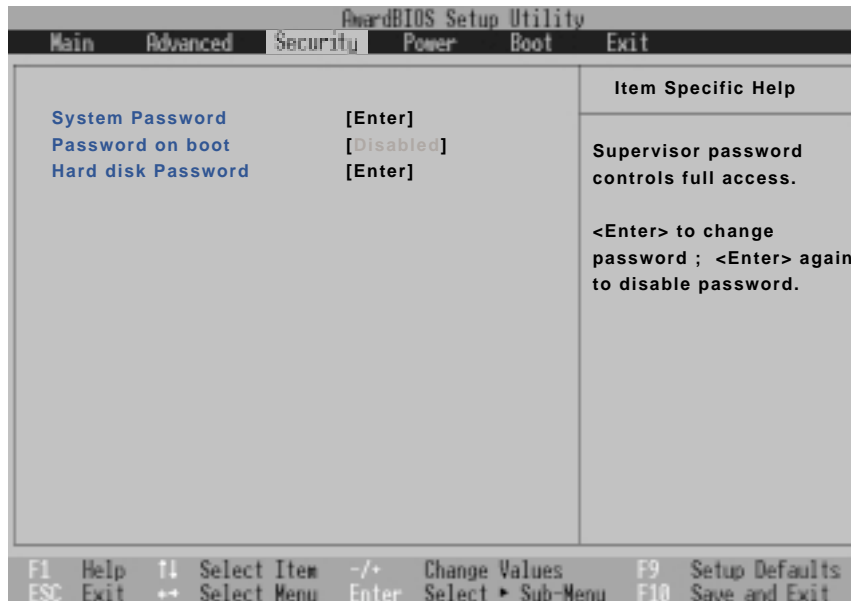 AwardBIOS Setup Utility
Main Advanced Security Power Boot Exit
System Password [Enter]
Password on boot [Disabled]
Hard disk Password [Enter]
Item Specific Help
Supervisor password
controls full access.
<Enter> to change
password ; <Enter> again
to disable password.
F1 Help ↑↓ Select Item -/+ Change Values F9 Setup Defaults
ESC Exit ←→ Select Menu Enter Select ▸ Sub-Menu F10 Save and Exit